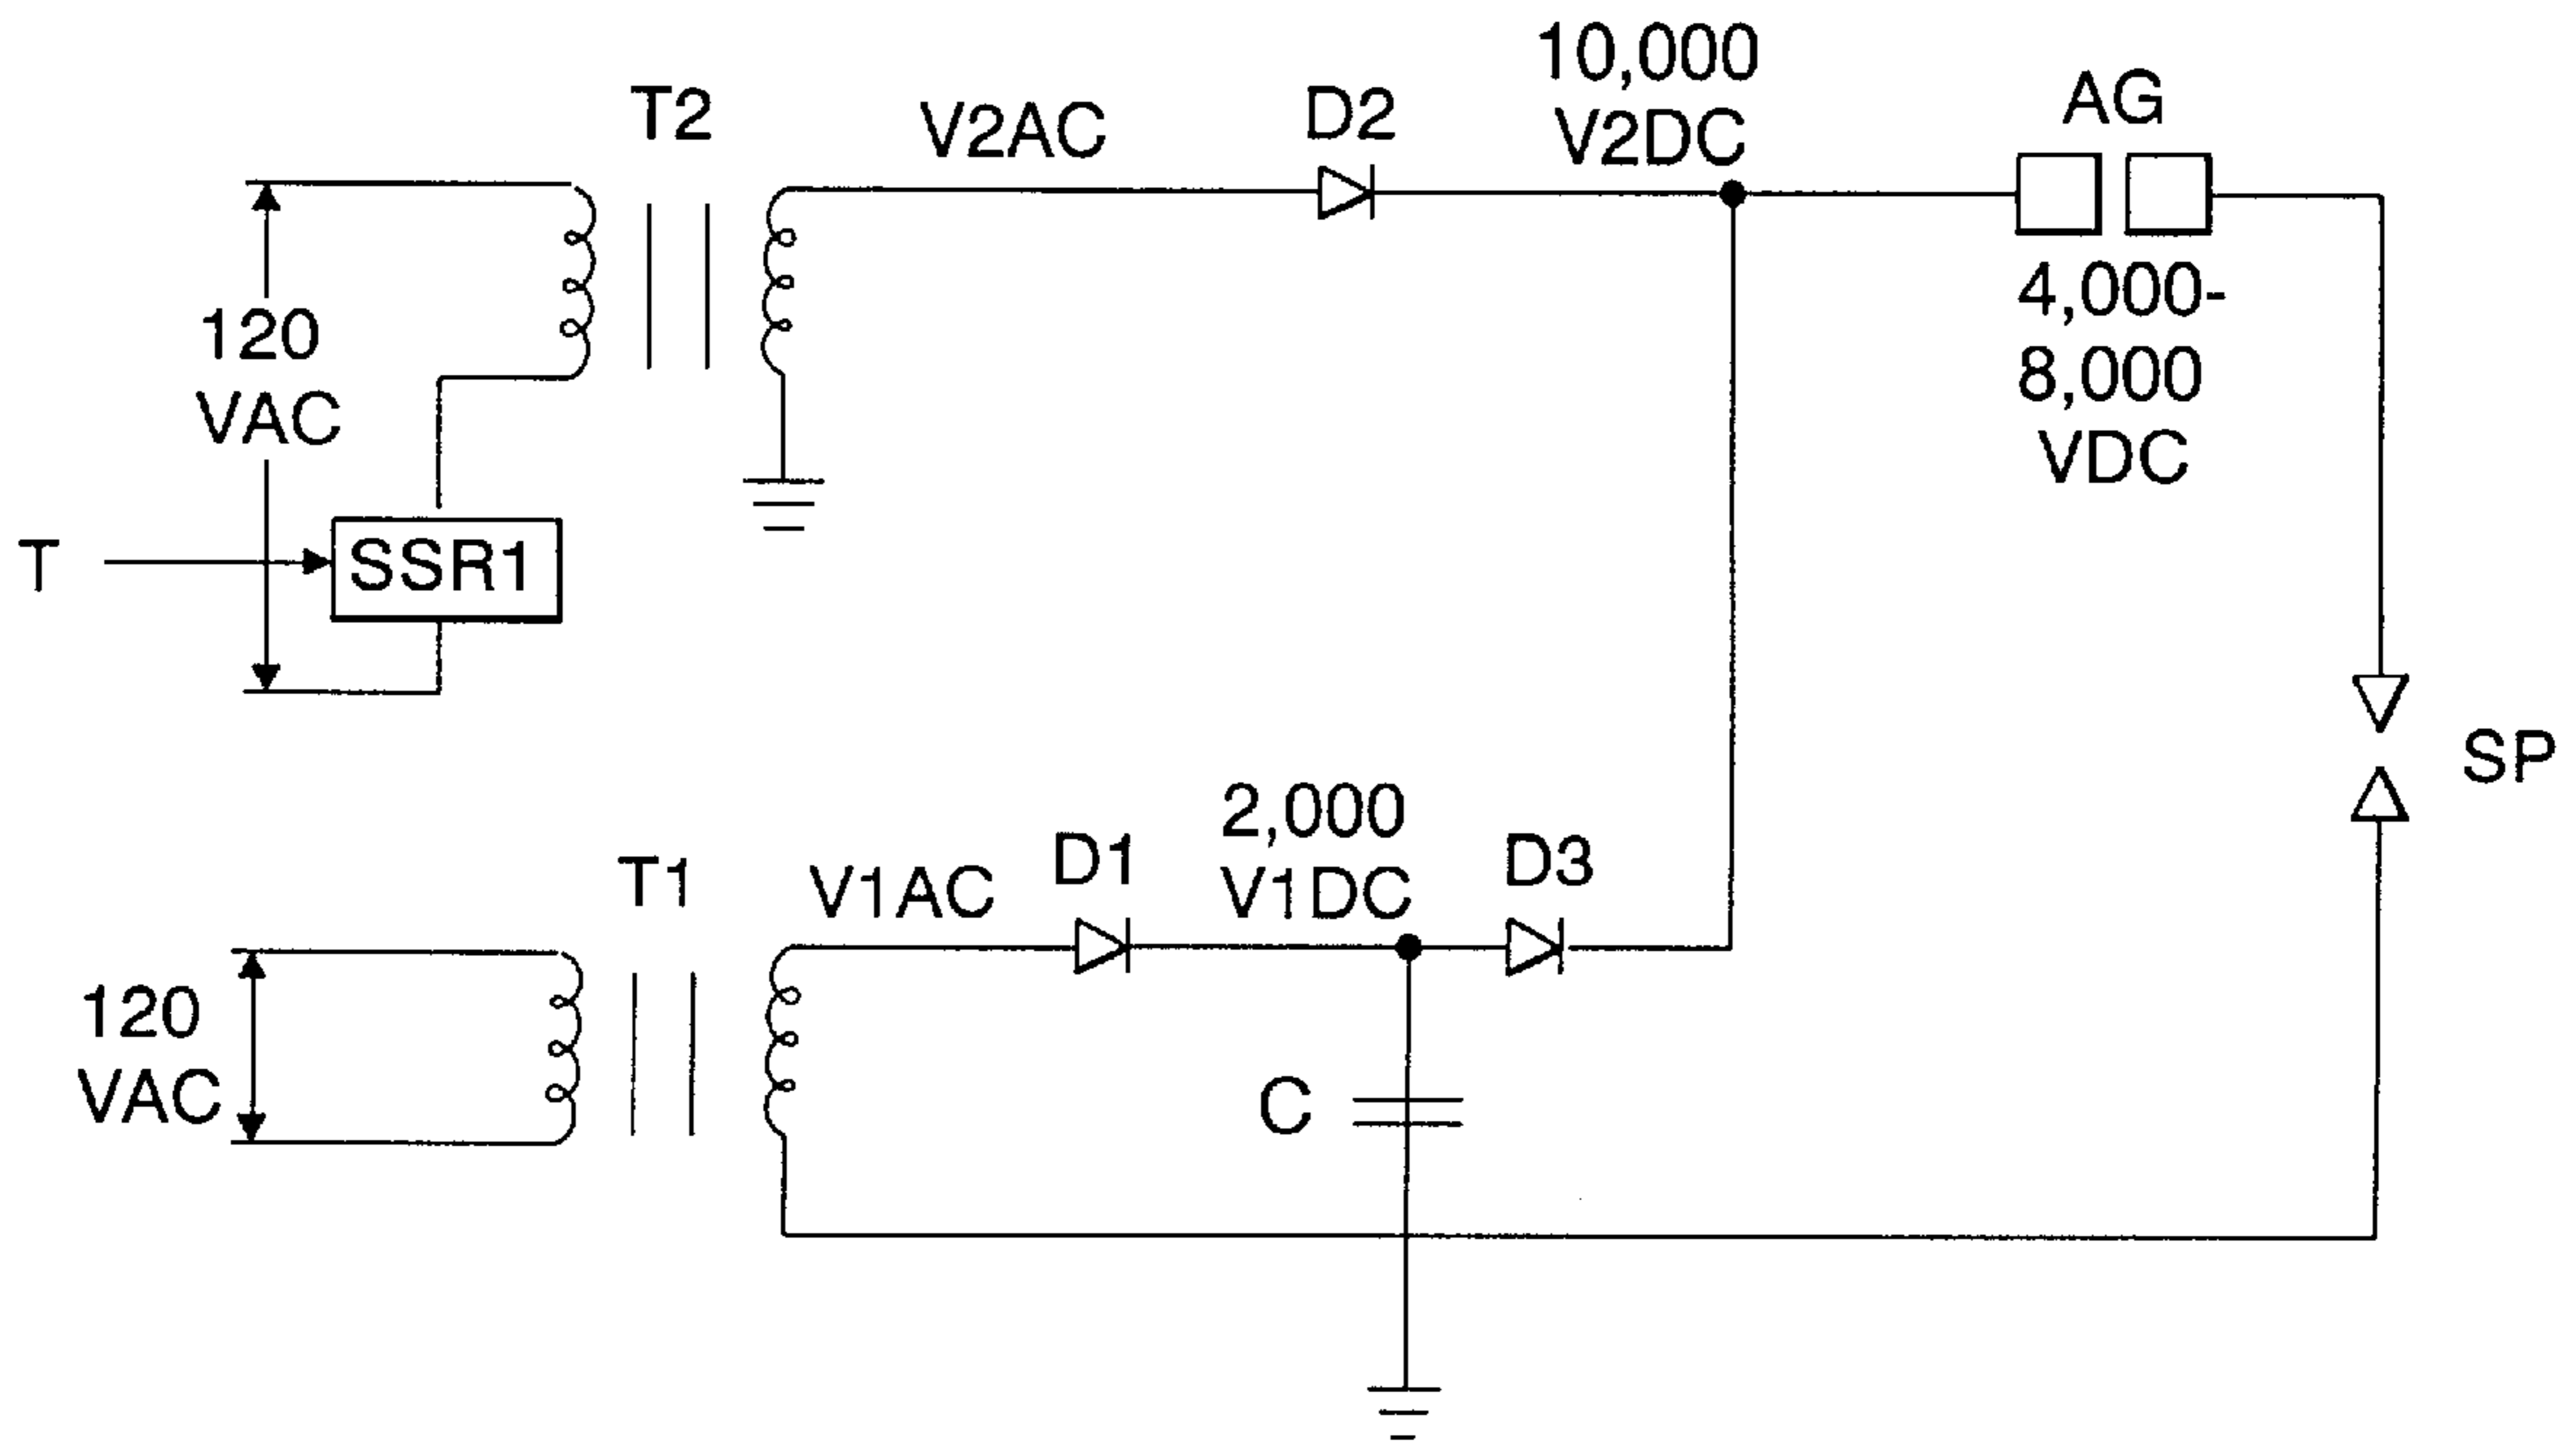 10,000
V2DC
T2
V2AC
D2
AG
120
VAC
4,000-
8,000
VDC
T
SSR1
SP
2,000
V1DC
T1
V1AC
D1
D3
120
VAC
C